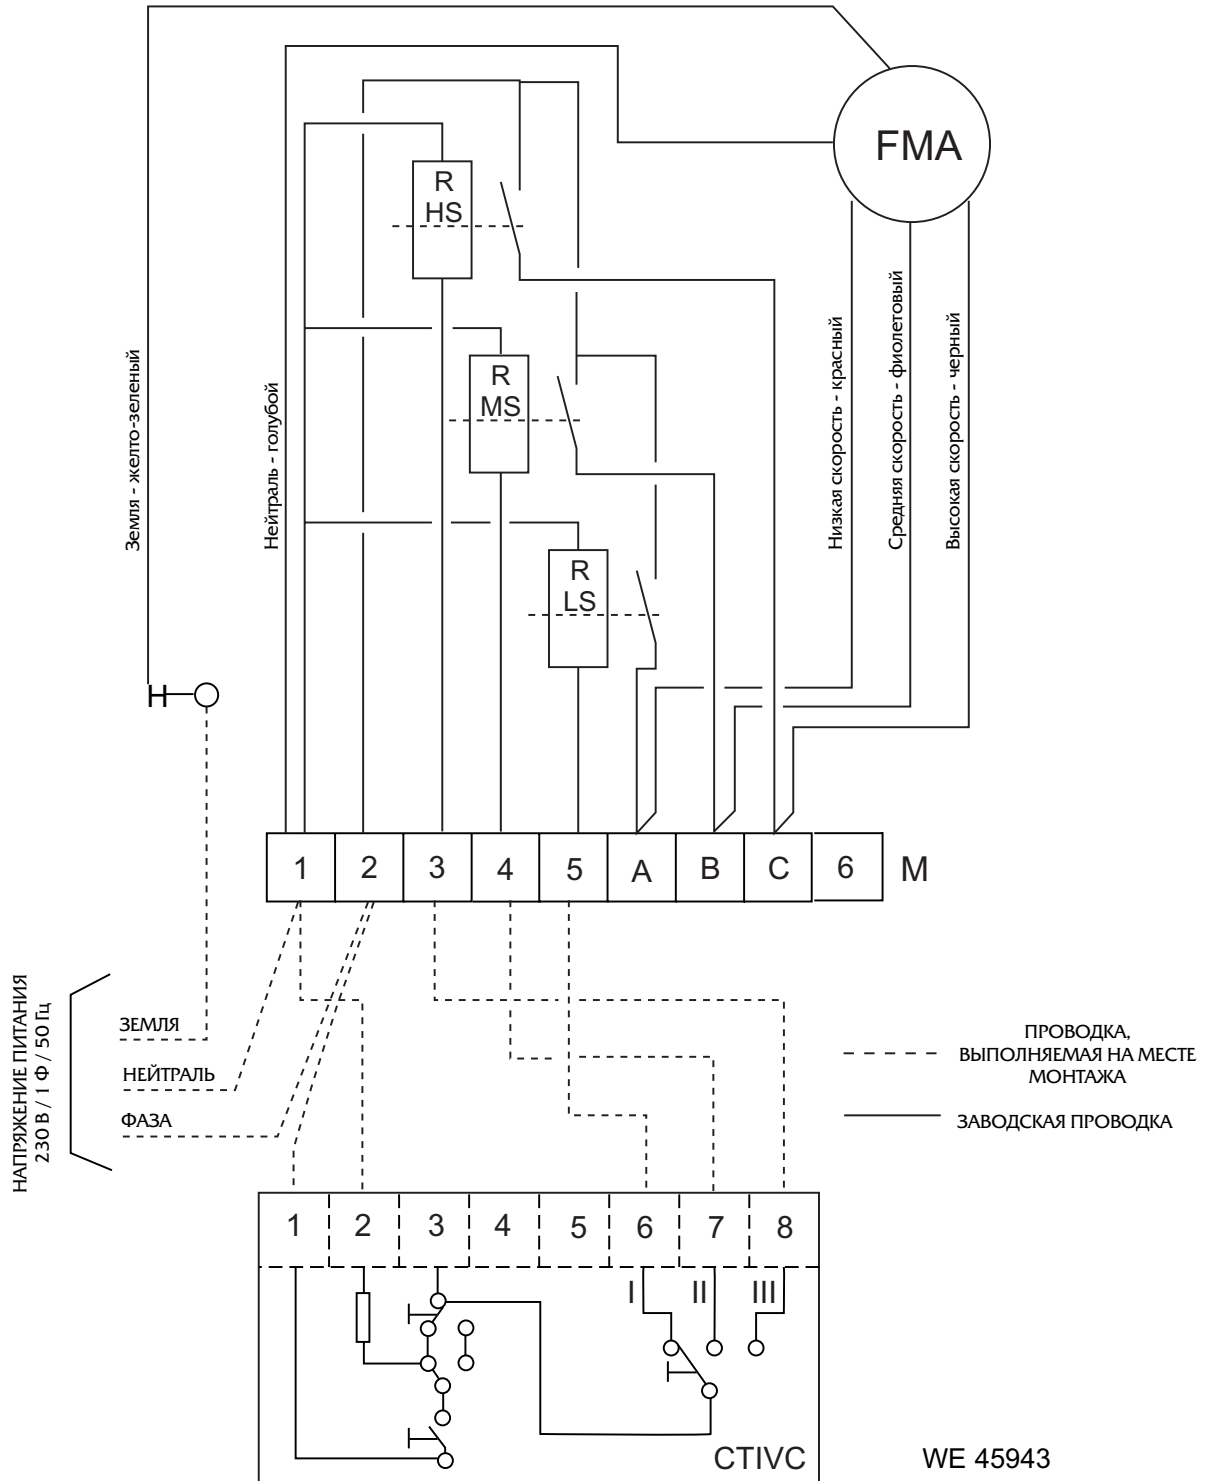 FMA
R
HS
R
MS
R
LS
Земля - желто-зеленый
Нейтраль - голубой
Низкая скорость - красный
Средняя скорость - фиолетовый
Высокая скорость - черный
1 2 3 4 5 A B C 6 M
НАПРЯЖЕНИЕ ПИТАНИЯ
230 В / 1 Ф / 50 Гц
ЗЕМЛЯ
НЕЙТРАЛЬ
ФАЗА
ПРОВОДКА,
ВЫПОЛНЯЕМАЯ НА МЕСТЕ
МОНТАЖА
ЗАВОДСКАЯ ПРОВОДКА
1 2 3 4 5 6 7 8
I II III
CTIVC
WE 45943